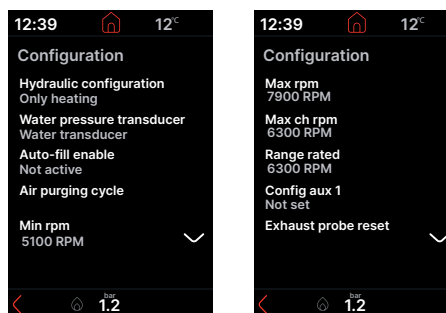 12:39
12°C
Configuration
Hydraulic configuration
Only heating
Water pressure transducer
Water transducer
Auto-fill enable
Not active
Air purging cycle
Min rpm
5100 RPM
bar
1.2
12:39
12°C
Configuration
Max rpm
7900 RPM
Max ch rpm
6300 RPM
Range rated
6300 RPM
Config aux 1
Not set
Exhaust probe reset
bar
1.2